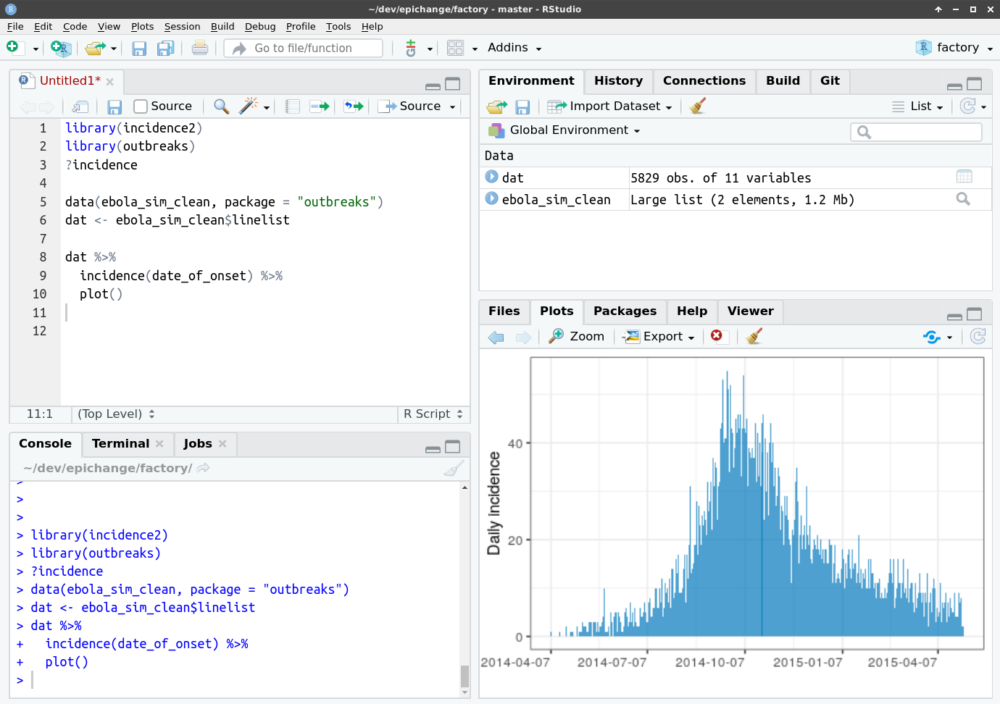 ~/dev/epichange/factory - master - RStudio
File Edit Code View Plots Session Build Debug Profile Tools Help
Go to file/function
Addins
factory
Untitled1*
Source
Source
1 library(incidence2)
2 library(outbreaks)
3 ?incidence
4
5 data(ebola_sim_clean, package = "outbreaks")
6 dat <- ebola_sim_clean$linelist
7
8 dat %>%
9 incidence(date_of_onset) %>%
10 plot()
11
12
11:1 (Top Level) R Script
Console Terminal Jobs
~/dev/epichange/factory/
>
>
>
> library(incidence2)
> library(outbreaks)
> ?incidence
> data(ebola_sim_clean, package = "outbreaks")
> dat <- ebola_sim_clean$linelist
> dat %>%
+ incidence(date_of_onset) %>%
+ plot()
>
Environment History Connections Build Git
Import Dataset List
Global Environment
Data
dat 5829 obs. of 11 variables
ebola_sim_clean Large list (2 elements, 1.2 Mb)
Files Plots Packages Help Viewer
Zoom Export
Daily incidence
40
20
0
2014-04-07 2014-07-07 2014-10-07 2015-01-07 2015-04-07